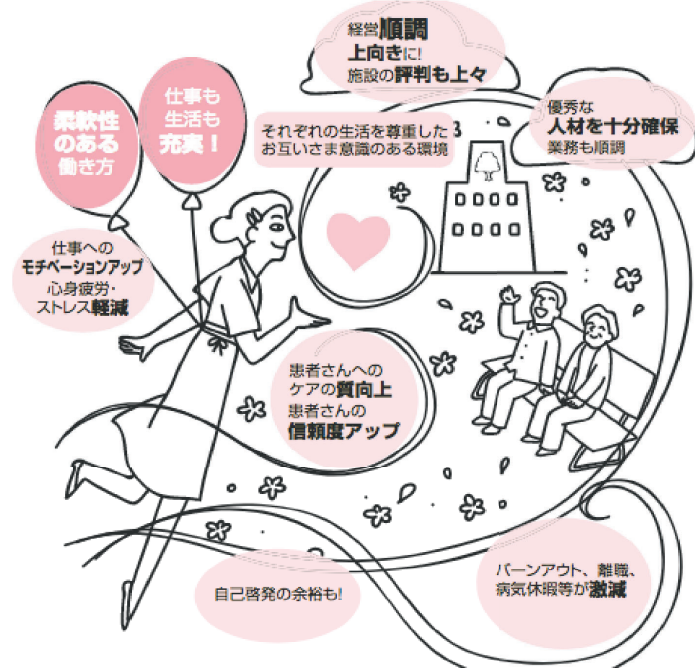 経営順調
上向きに!
施設の評判も上々
優秀な
人材を十分確保
業務も順調
仕事も
生活も
充実！
柔軟性
のある
働き方
それぞれの生活を尊重した
お互いさま意識のある環境
仕事への
モチベーションアップ
心身疲労・
ストレス軽減
患者さんへの
ケアの質向上
患者さんの
信頼度アップ
自己啓発の余裕も!
バーンアウト、離職、
病気休暇等が激減